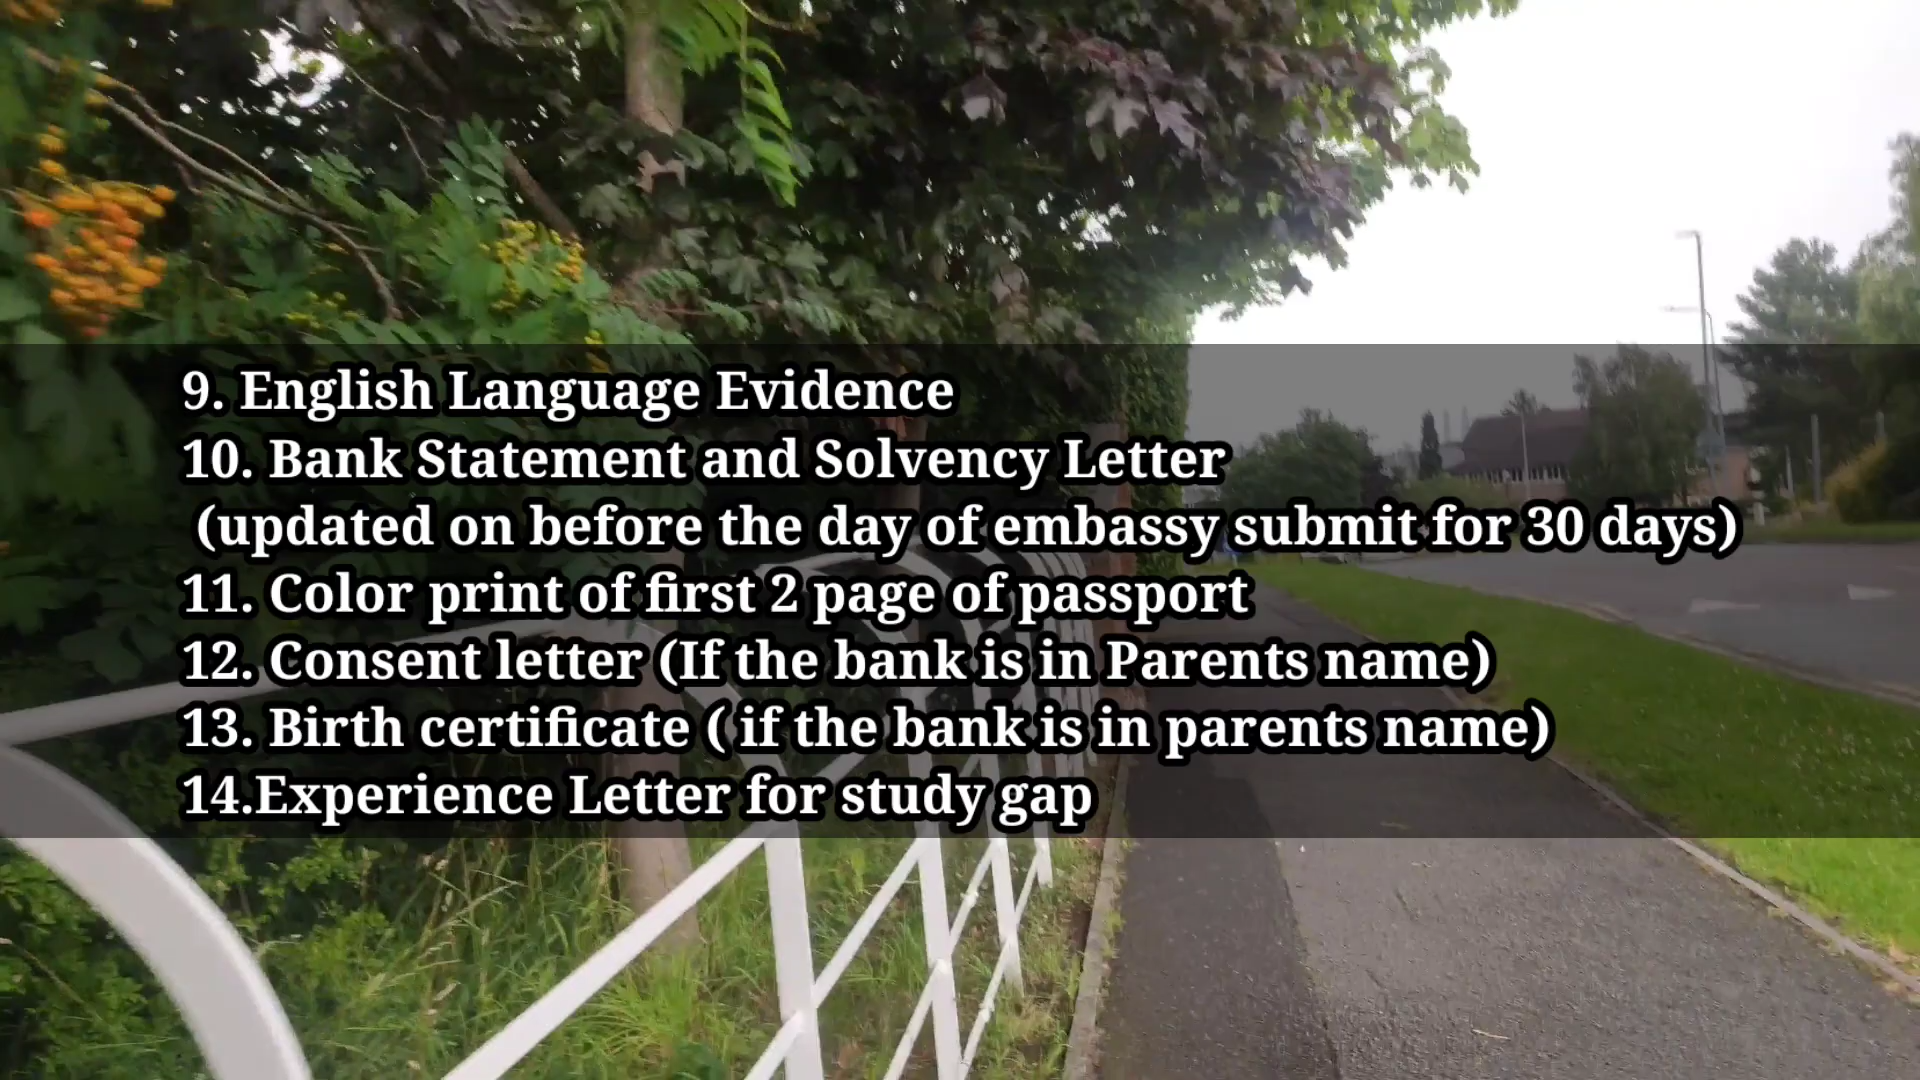 9. English Language Evidence
10. Bank Statement and Solvency Letter
(updated on before the day of embassy submit for 30 days)
11. Color print of first 2 page of passport
12. Consent letter (If the bank is in Parents name)
13. Birth certificate ( if the bank is in parents name)
14.Experience Letter for study gap